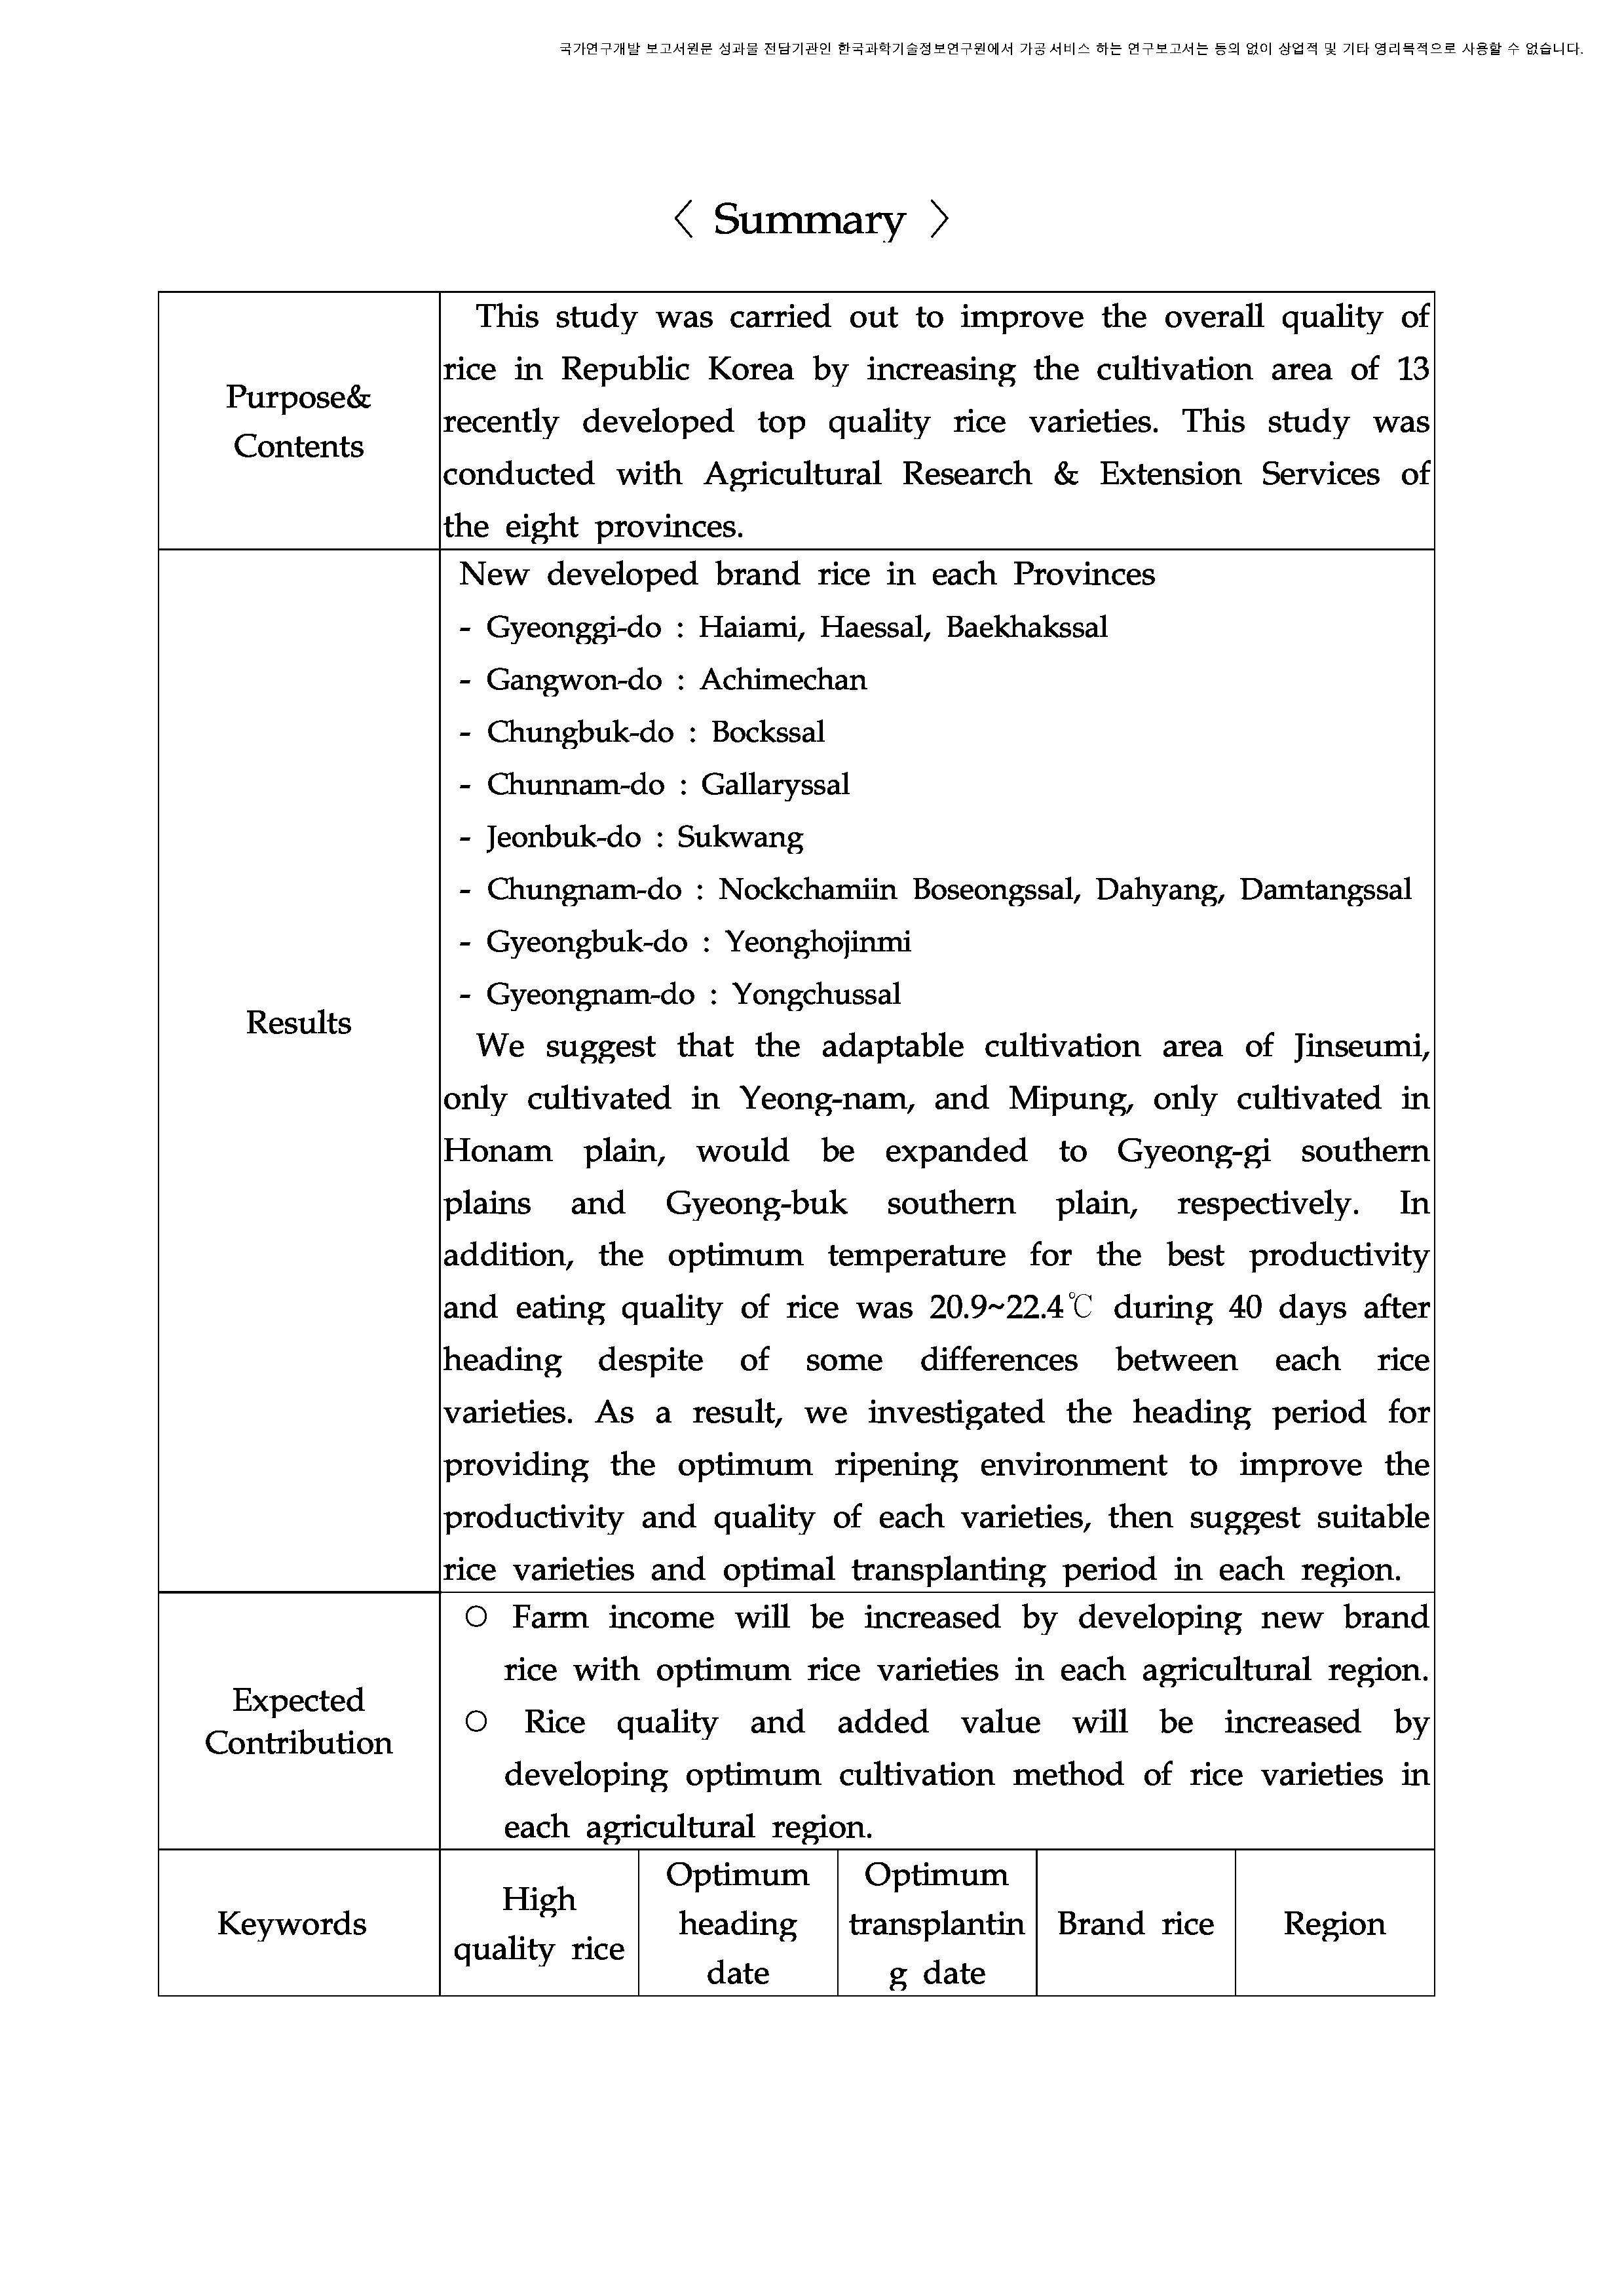 국가연구개발 보고서원문 성과물 전담기관인 한국과학기술정보연구원에서 가공·서비스 하는 연구보고서는 동의 없이 상업적 및 기타 영리목적으로 사용할 수 없습니다.
〈 Summary 〉
Purpose&
Contents
This study was carried out to improve the overall quality of
rice in Republic Korea by increasing the cultivation area of 13
recently developed top quality rice varieties. This study was
conducted with Agricultural Research & Extension Services of
the eight provinces.
Results
New developed brand rice in each Provinces
- Gyeonggi-do : Haiami, Haessal, Baekhakssal
- Gangwon-do : Achimechan
- Chungbuk-do : Bockssal
- Chunnam-do : Gallaryssal
- Jeonbuk-do : Sukwang
- Chungnam-do : Nockchamiin Boseongssal, Dahyang, Damtangssal
- Gyeongbuk-do : Yeonghojinmi
- Gyeongnam-do : Yongchussal
We suggest that the adaptable cultivation area of Jinseumi,
only cultivated in Yeong-nam, and Mipung, only cultivated in
Honam plain, would be expanded to Gyeong-gi southern
plains and Gyeong-buk southern plain, respectively. In
addition, the optimum temperature for the best productivity
and eating quality of rice was 20.9~22.4℃ during 40 days after
heading despite of some differences between each rice
varieties. As a result, we investigated the heading period for
providing the optimum ripening environment to improve the
productivity and quality of each varieties, then suggest suitable
rice varieties and optimal transplanting period in each region.
Expected
Contribution
○ Farm income will be increased by developing new brand
rice with optimum rice varieties in each agricultural region.
○ Rice quality and added value will be increased by
developing optimum cultivation method of rice varieties in
each agricultural region.
Keywords
High
quality rice
Optimum
heading
date
Optimum
transplantin
g date
Brand rice
Region